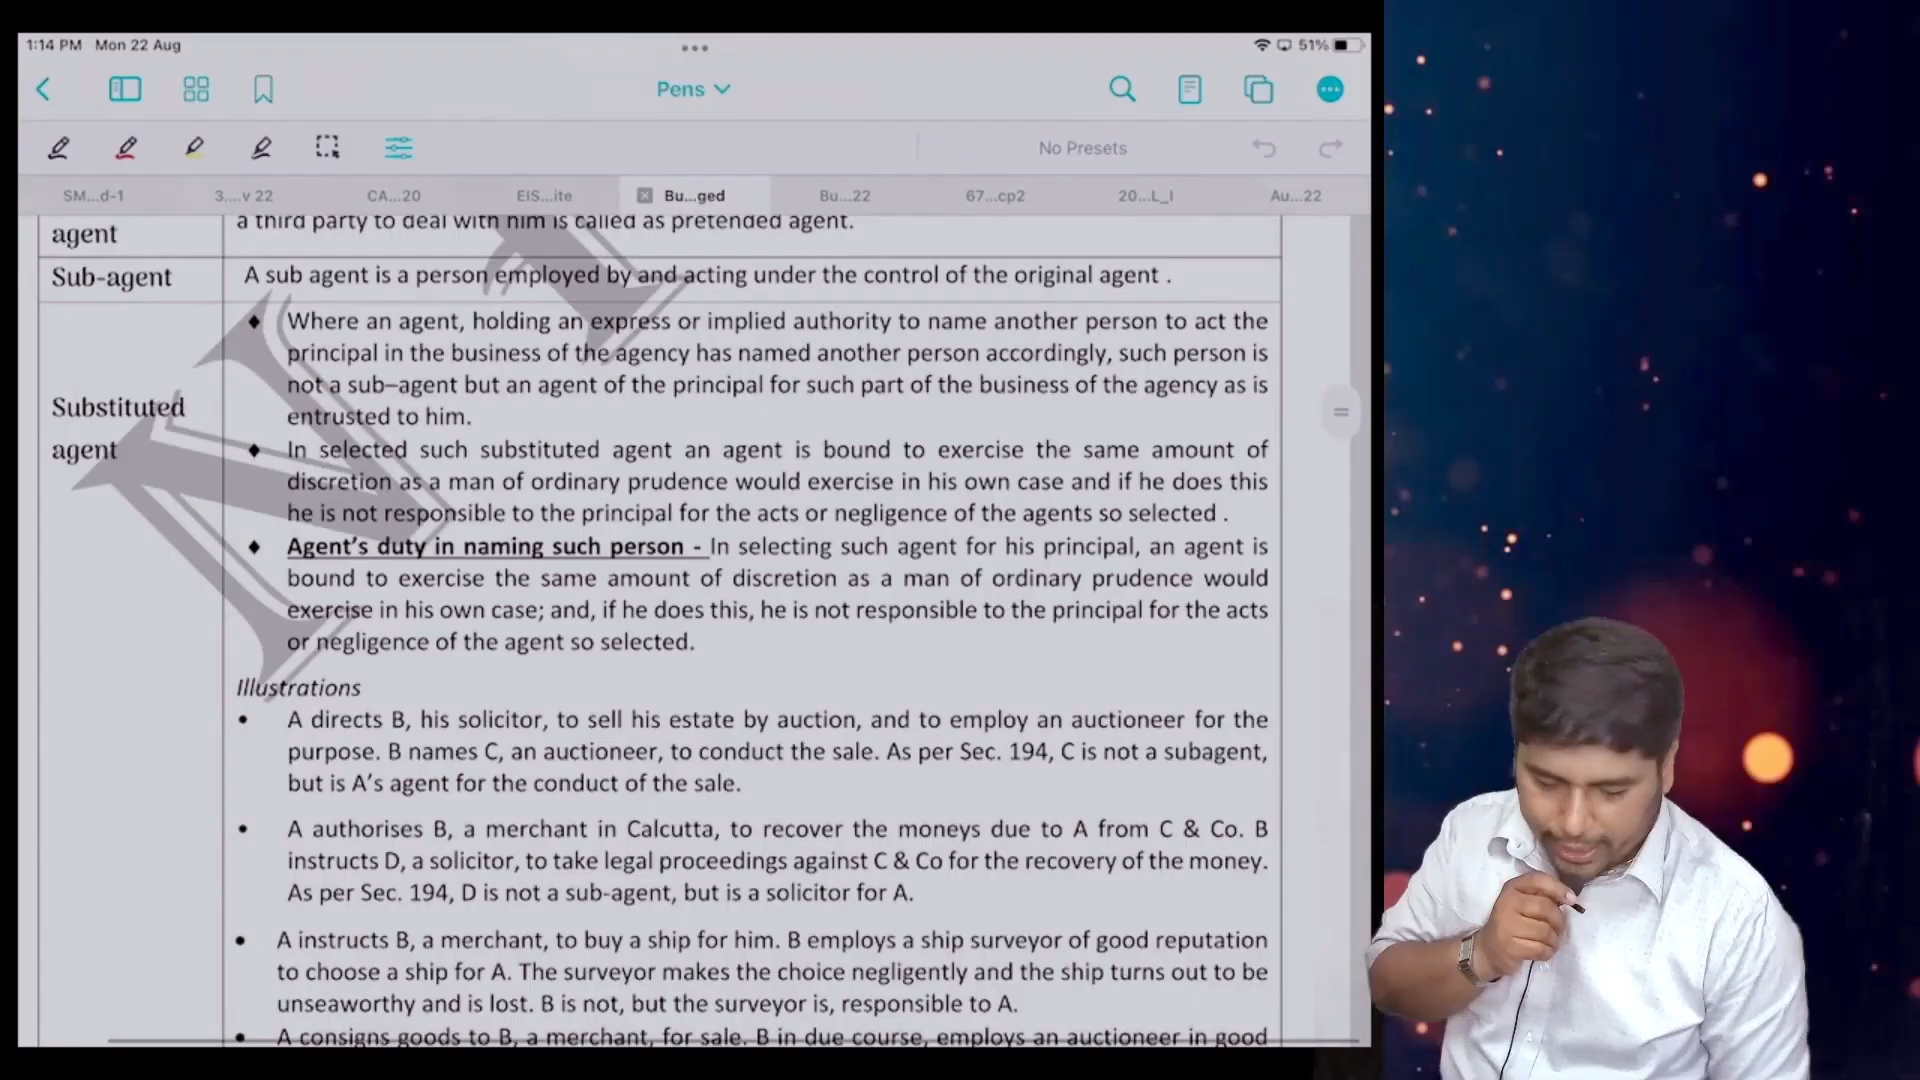 1:14 PM Mon 22 Aug
51%
Pens
No Presets
SM...d-1 3....v 22 CA...20 EIS...ite Bu...ged Bu...22 67...cp2 20...L_I Au...22
a third party to deal with him is called as pretended agent.
agent
Sub-agent
A sub agent is a person employed by and acting under the control of the original agent .
Where an agent, holding an express or implied authority to name another person to act the
principal in the business of the agency has named another person accordingly, such person is
not a sub–agent but an agent of the principal for such part of the business of the agency as is
entrusted to him.
Substituted
agent
In selected such substituted agent an agent is bound to exercise the same amount of
discretion as a man of ordinary prudence would exercise in his own case and if he does this
he is not responsible to the principal for the acts or negligence of the agents so selected .
Agent's duty in naming such person - In selecting such agent for his principal, an agent is
bound to exercise the same amount of discretion as a man of ordinary prudence would
exercise in his own case; and, if he does this, he is not responsible to the principal for the acts
or negligence of the agent so selected.
Illustrations
A directs B, his solicitor, to sell his estate by auction, and to employ an auctioneer for the
purpose. B names C, an auctioneer, to conduct the sale. As per Sec. 194, C is not a subagent,
but is A's agent for the conduct of the sale.
A authorises B, a merchant in Calcutta, to recover the moneys due to A from C & Co. B
instructs D, a solicitor, to take legal proceedings against C & Co for the recovery of the money.
As per Sec. 194, D is not a sub-agent, but is a solicitor for A.
A instructs B, a merchant, to buy a ship for him. B employs a ship surveyor of good reputation
to choose a ship for A. The surveyor makes the choice negligently and the ship turns out to be
unseaworthy and is lost. B is not, but the surveyor is, responsible to A.
A consigns goods to B, a merchant, for sale. B in due course, employs an auctioneer in good